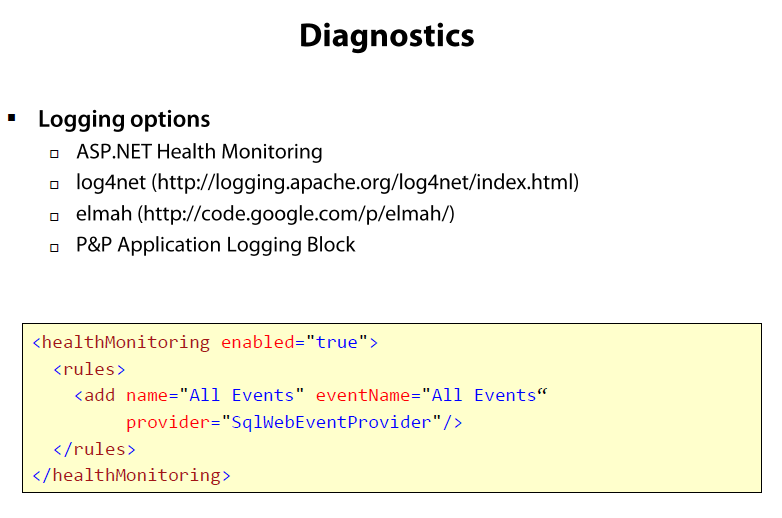 Diagnostics
Logging options
ASP.NET Health Monitoring
log4net (http://logging.apache.org/log4net/index.html)
elmah (http://code.google.com/p/elmah/)
P&P Application Logging Block
<healthMonitoring enabled="true">
  <rules>
    <add name="All Events" eventName="All Events“
         provider="SqlWebEventProvider"/>
  </rules>
</healthMonitoring>